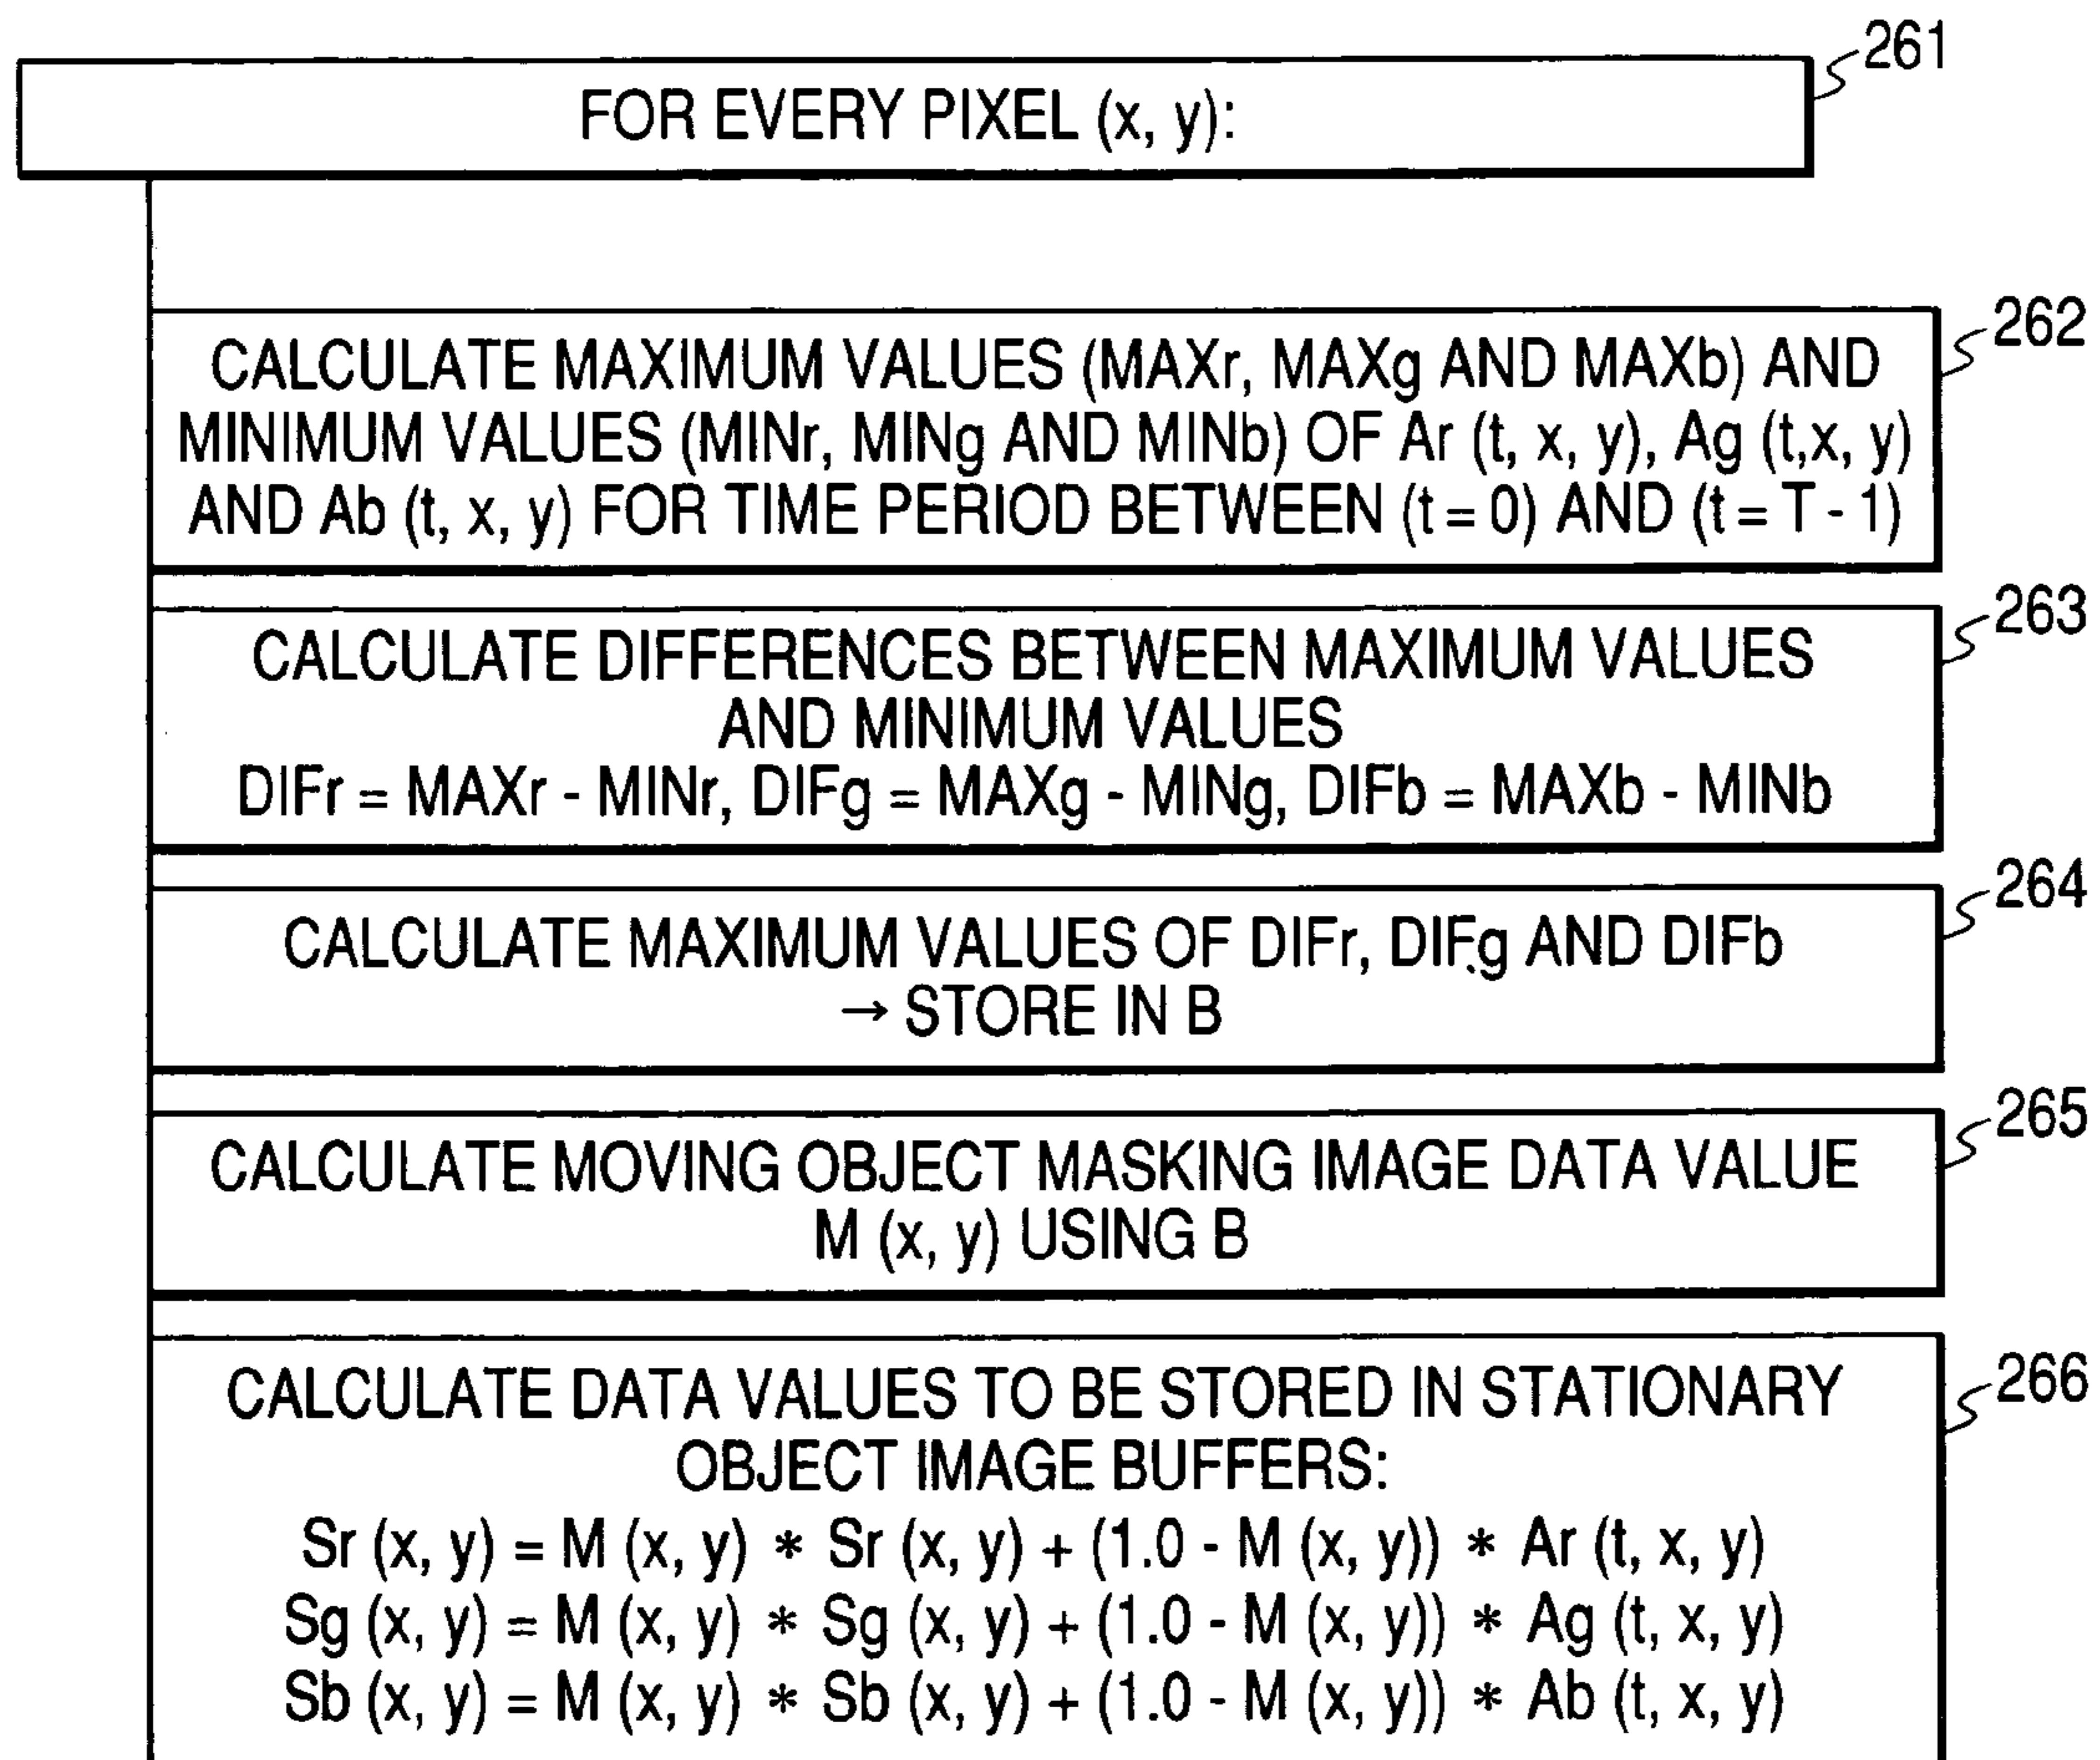 261
FOR EVERY PIXEL (x, y):
262
CALCULATE MAXIMUM VALUES (MAXr, MAXg AND MAXb) AND
MINIMUM VALUES (MINr, MINg AND MINb) OF Ar (t, x, y), Ag (t,x, y)
AND Ab (t, x, y) FOR TIME PERIOD BETWEEN (t = 0) AND (t = T - 1)
263
CALCULATE DIFFERENCES BETWEEN MAXIMUM VALUES
AND MINIMUM VALUES
DIFr = MAXr - MINr, DIFg = MAXg - MINg, DIFb = MAXb - MINb
264
CALCULATE MAXIMUM VALUES OF DIFr, DIFg AND DIFb
→ STORE IN B
265
CALCULATE MOVING OBJECT MASKING IMAGE DATA VALUE
M (x, y) USING B
266
CALCULATE DATA VALUES TO BE STORED IN STATIONARY
OBJECT IMAGE BUFFERS:
Sr (x, y) = M (x, y) * Sr (x, y) + (1.0 - M (x, y)) * Ar (t, x, y)
Sg (x, y) = M (x, y) * Sg (x, y) + (1.0 - M (x, y)) * Ag (t, x, y)
Sb (x, y) = M (x, y) * Sb (x, y) + (1.0 - M (x, y)) * Ab (t, x, y)